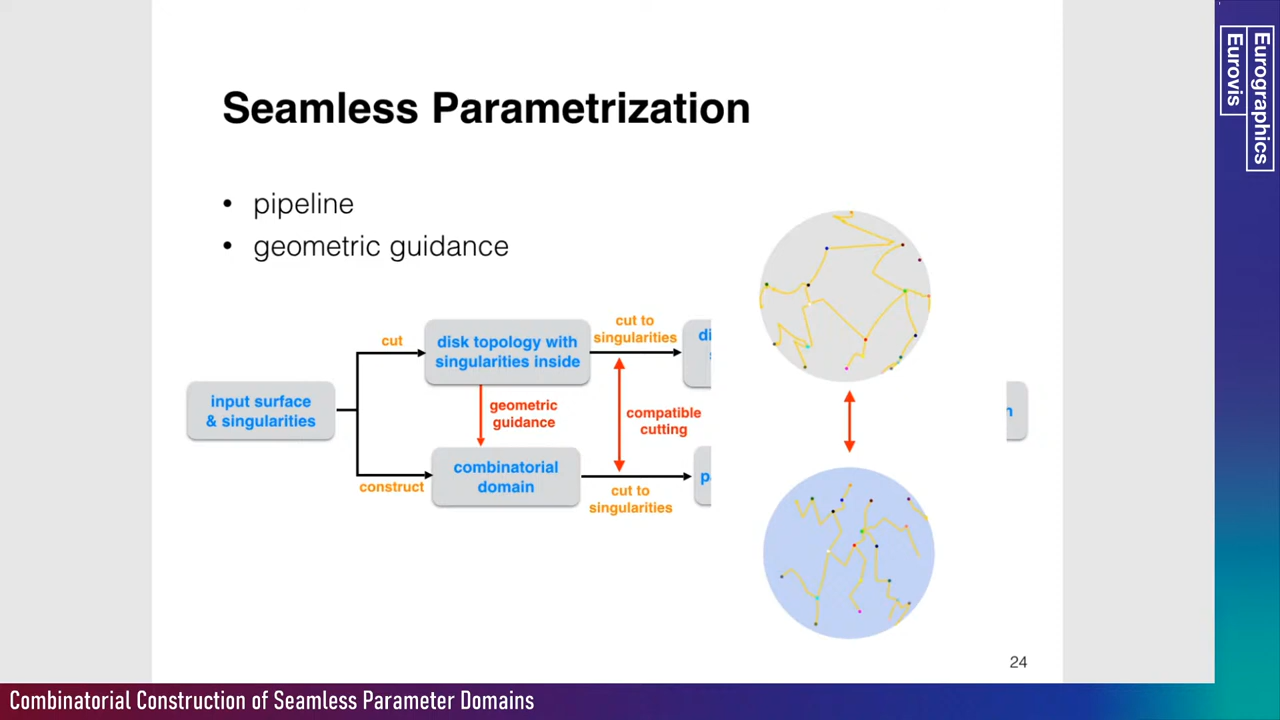 Seamless Parametrization
• pipeline
• geometric guidance
input surface
& singularities
cut
disk topology with
singularities inside
cut to
singularities
di
geometric
guidance
compatible
cutting
construct
combinatorial
domain
cut to
singularities
p
n
24
Eurographics
Eurovis
Combinatorial Construction of Seamless Parameter Domains